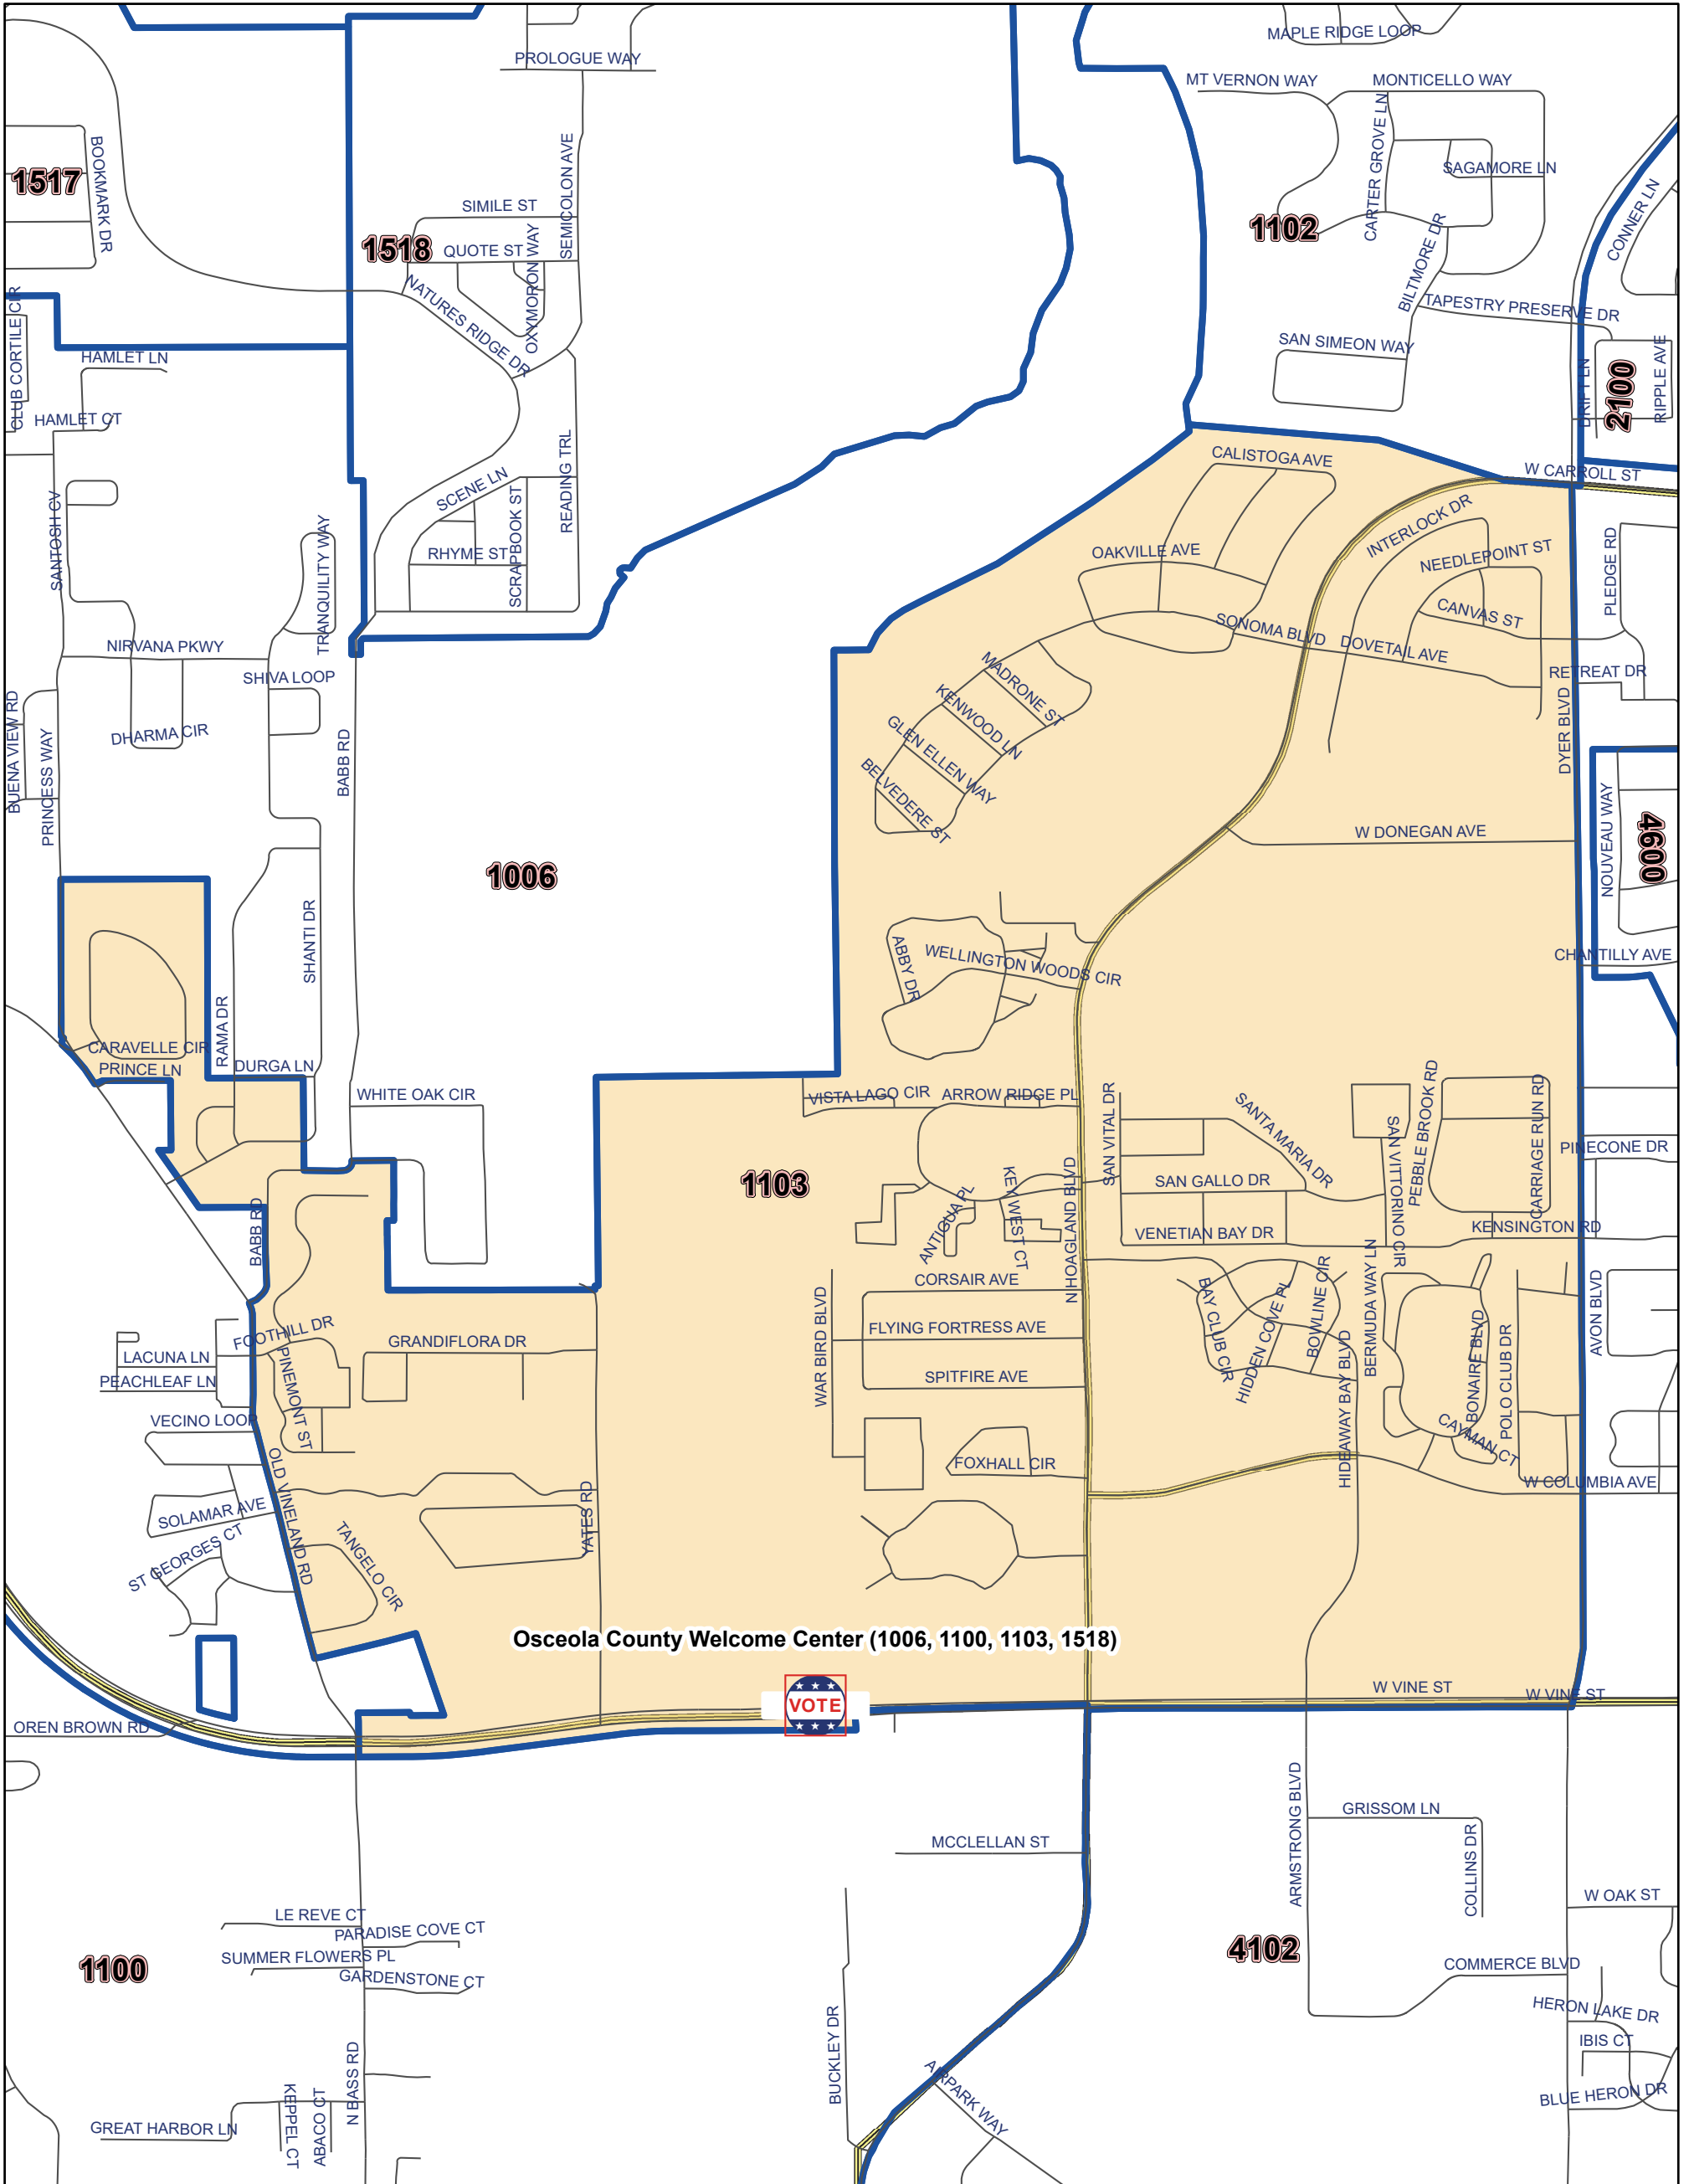 MAPLE RIDGE LOOP
PROLOGUE WAY
MT VERNON WAY
MONTICELLO WAY
CARTER GROVE LN
SAGAMORE LN
BOOKMARK DR
1517
SEMICOLON AVE
SIMILE ST
1518
QUOTE ST
OXYMORON WAY
1102
BILTMORE DR
CONNER LN
CLUB CORTILE CIR
NATURES RIDGE DR
TAPESTRY PRESERVE DR
SAN SIMEON WAY
HAMLET LN
HAMLET CT
DRIFT LN
2100
RIPPLE AVE
CALISTOGA AVE
W CARROLL ST
SANTOSH CV
SCENE LN
READING TRL
SCRAPBOOK ST
RHYME ST
TRANQUILITY WAY
INTERLOCK DR
OAKVILLE AVE
NEEDLEPOINT ST
PLEDGE RD
CANVAS ST
SONOMA BLVD
DOVETAIL AVE
NIRVANA PKWY
SHIVA LOOP
RETREAT DR
MADRONE ST
KENWOOD LN
GLEN ELLEN WAY
BELVEDERE ST
BUENA VIEW RD
PRINCESS WAY
DHARMA CIR
BABB RD
DYER BLVD
W DONEGAN AVE
NOUVEAU WAY
4600
1006
SHANTI DR
ABBY DR
WELLINGTON WOODS CIR
CHANTILLY AVE
RAMA DR
CARAVELLE CIR
PRINCE LN
DURGA LN
WHITE OAK CIR
VISTA LAGO CIR
ARROW RIDGE PL
SAN VITAL DR
SANTA MARIA DR
SAN VITTORINO CIR
PEBBLE BROOK RD
CARRIAGE RUN RD
PINECONE DR
1103
SAN GALLO DR
KEY WEST CT
ANTIGUA PL
N HOAGLAND BLVD
VENETIAN BAY DR
KENSINGTON RD
BABB RD
CORSAIR AVE
WAR BIRD BLVD
FLYING FORTRESS AVE
SPITFIRE AVE
BAY CLUB CIR
HIDDEN COVE PL
BOWLINE CIR
BERMUDA WAY LN
HIDEAWAY BAY BLVD
BONAIRE BLVD
POLO CLUB DR
AVON BLVD
CAYMAN CT
FOOTHILL DR
GRANDIFLORA DR
LACUNA LN
PEACHLEAF LN
PINEMONT ST
VECINO LOOP
FOXHALL CIR
W COLUMBIA AVE
OLD VINELAND RD
YATES RD
SOLAMAR AVE
ST GEORGES CT
TANGELO CIR
Osceola County Welcome Center (1006, 1100, 1103, 1518)
VOTE
W VINE ST
W VINE ST
OREN BROWN RD
ARMSTRONG BLVD
GRISSOM LN
MCCLELLAN ST
COLLINS DR
W OAK ST
LE REVE CT
PARADISE COVE CT
SUMMER FLOWERS PL
GARDENSTONE CT
1100
4102
COMMERCE BLVD
HERON LAKE DR
IBIS CT
BLUE HERON DR
BUCKLEY DR
AIRPARK WAY
N BASS RD
KEPPEL CT
ABACO CT
GREAT HARBOR LN